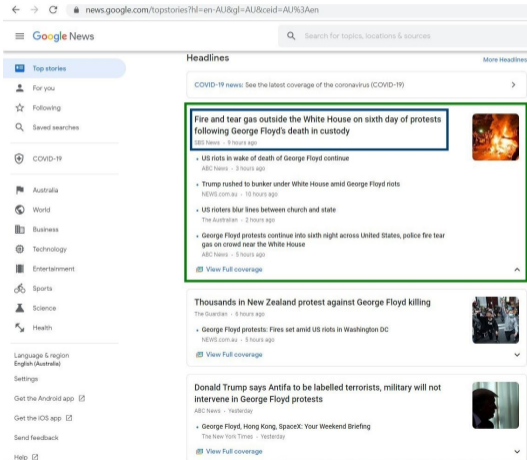 news.google.com/topstories?hl=en-AU&gl=AU&ceid=AU%3Aen
Google News
Search for topics, locations & sources
Top stories
For you
Following
Saved searches
COVID-19
Australia
World
Business
Technology
Entertainment
Sports
Science
Health
Language & region
English (Australia)
Settings
Get the Android app
Get the iOS app
Send feedback
Help
Headlines
More Headlines
COVID-19 news: See the latest coverage of the coronavirus (COVID-19)
Fire and tear gas outside the White House on sixth day of protests
following George Floyd's death in custody
SBS News - 9 hours ago
• US riots in wake of death of George Floyd continue
ABC News - 3 hours ago
• Trump rushed to bunker under White House amid George Floyd riots
NEWS.com.au - 10 hours ago
• US rioters blur lines between church and state
The Australian - 2 hours ago
• George Floyd protests continue into sixth night across United States, police fire tear
gas on crowd near the White House
ABC News - 5 hours ago
View Full coverage
Thousands in New Zealand protest against George Floyd killing
The Guardian - 6 hours ago
• George Floyd protests: Fires set amid US riots in Washington DC
NEWS.com.au - 5 hours ago
View Full coverage
Donald Trump says Antifa to be labelled terrorists, military will not
intervene in George Floyd protests
ABC News - Yesterday
• George Floyd, Hong Kong, SpaceX: Your Weekend Briefing
The New York Times - Yesterday
View Full coverage